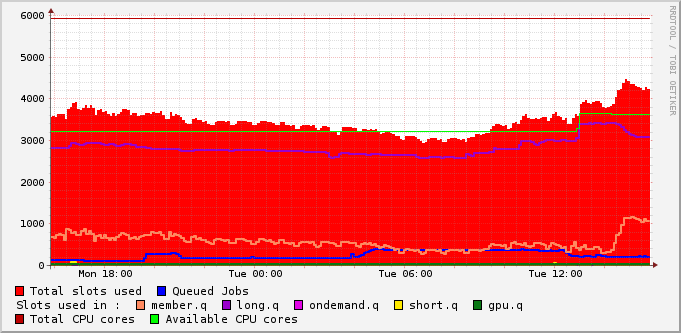 6000
5000
4000
3000
2000
1000
0
Mon 18:00 Tue 00:00 Tue 06:00 Tue 12:00
RRDTOOL / TOBI OETIKER
Total slots used Queued Jobs
Slots used in : member.q long.q ondemand.q short.q gpu.q
Total CPU cores Available CPU cores